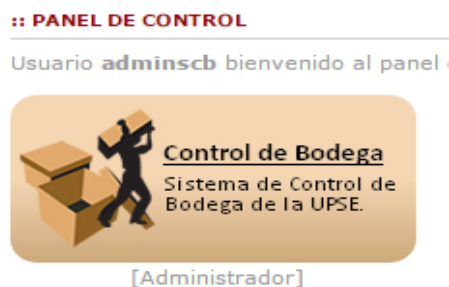 :: PANEL DE CONTROL
Usuario adminscb bienvenido al panel
Control de Bodega
Sistema de Control de
Bodega de la UPSE.
[Administrador]